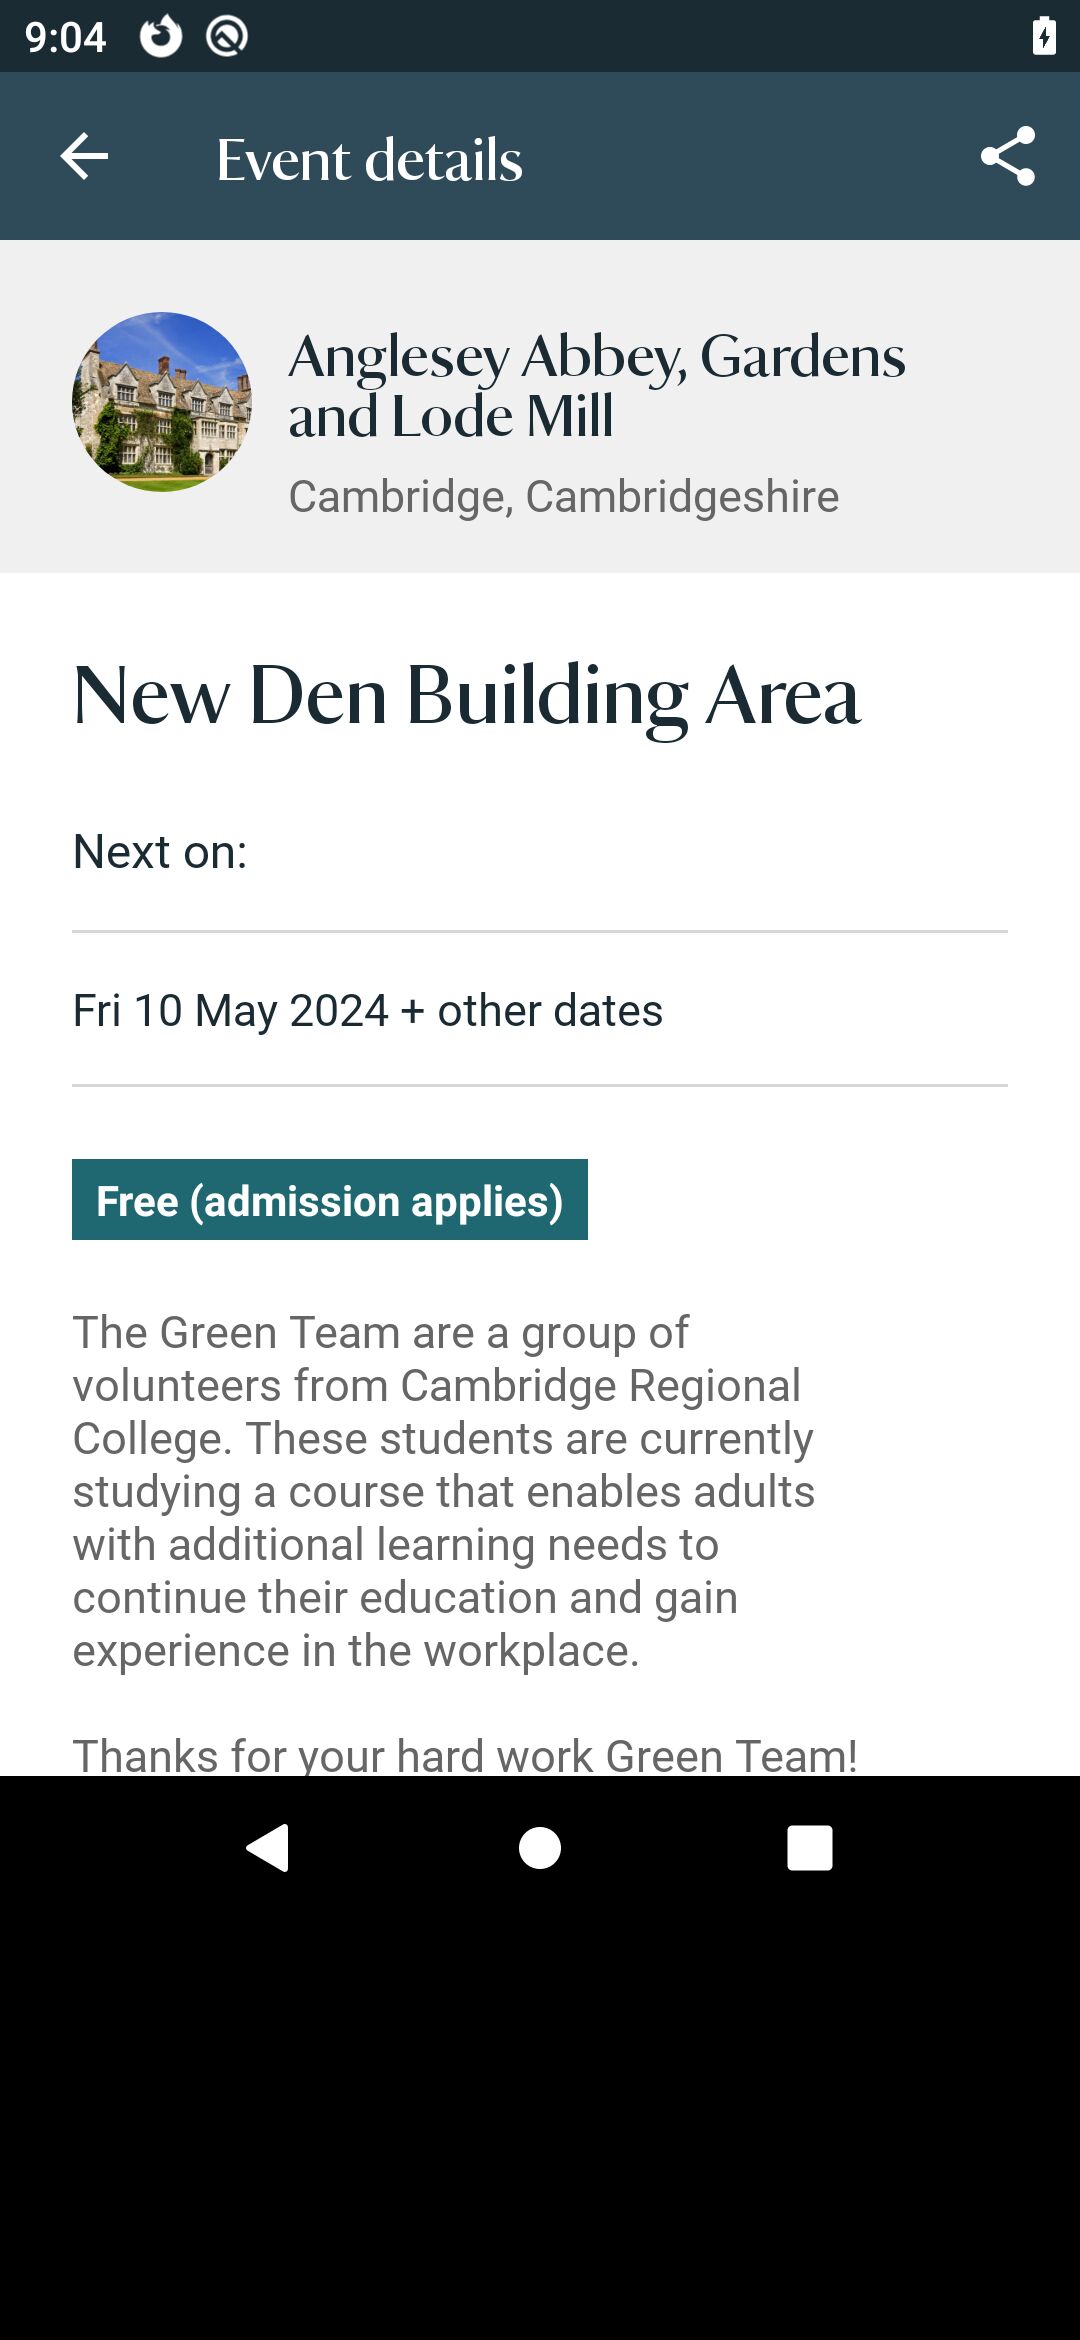 9:04
Event details
Anglesey Abbey, Gardens
and Lode Mill
Cambridge, Cambridgeshire
New Den Building Area
Next on:
Fri 10 May 2024 + other dates
Free (admission applies)
The Green Team are a group of
volunteers from Cambridge Regional
College. These students are currently
studying a course that enables adults
with additional learning needs to
continue their education and gain
experience in the workplace.
Thanks for your hard work Green Team!